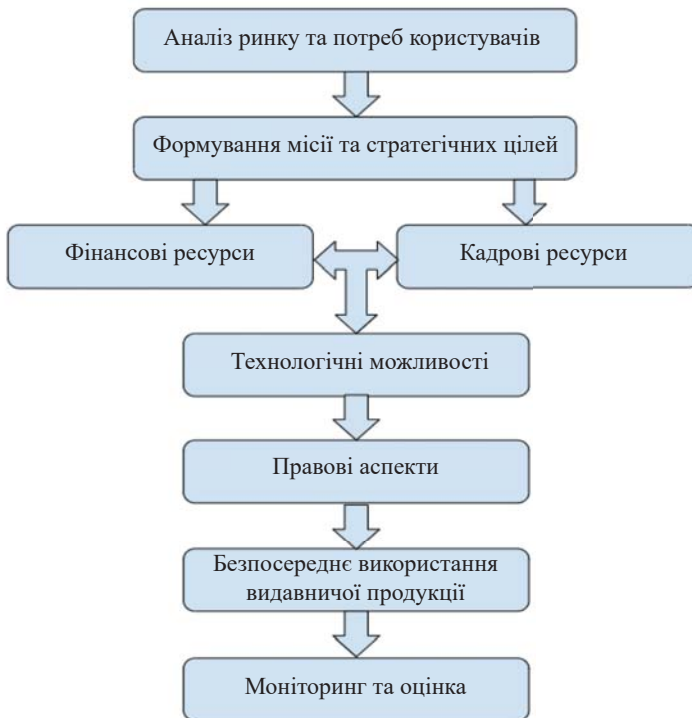 Аналіз ринку та потреб користувачів
Формування місії та стратегічних цілей
Фінансові ресурси
Кадрові ресурси
Технологічні можливості
Правові аспекти
Безпосереднє використання
видавничої продукції
Моніторинг та оцінка